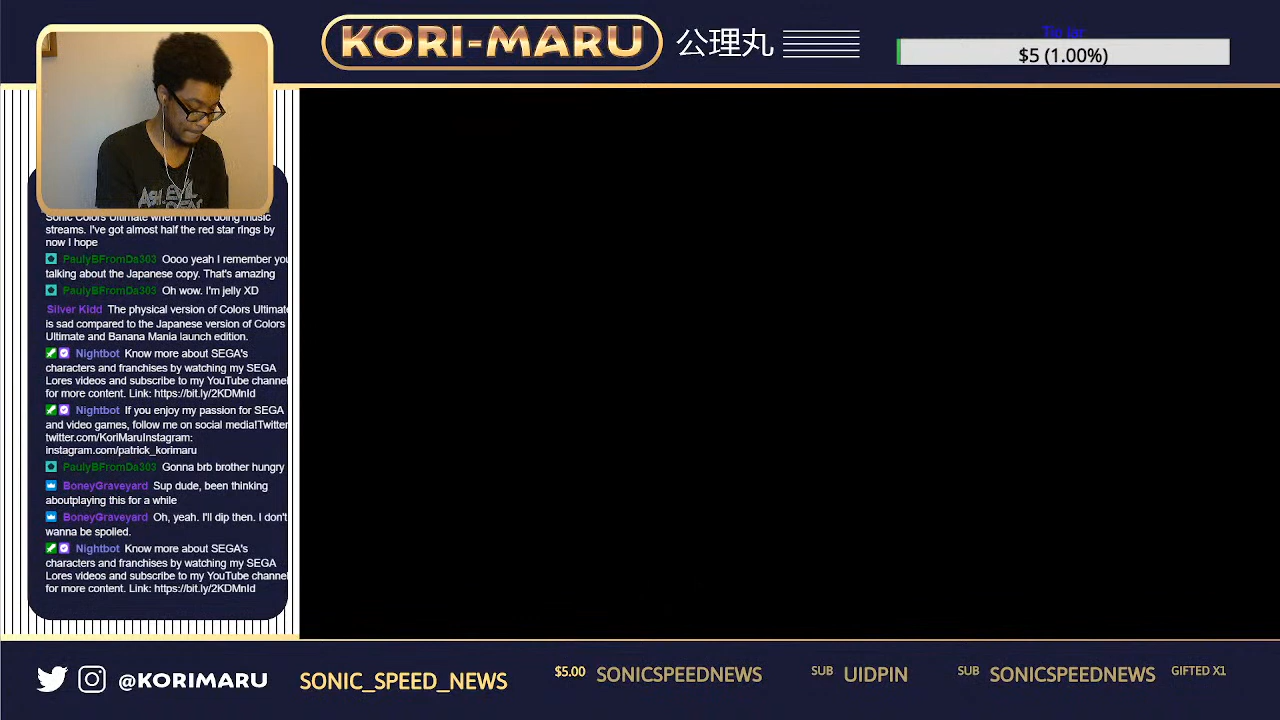 KORI-MARU 公理丸
Tip Jar
$5 (1.00%)
ASH EVIL
Sonic Colors Ultimate when I'm not doing music
streams. I've got almost half the red star rings by
now I hope
PaulyBFromDa303 Oooo yeah I remember you
talking about the Japanese copy. That's amazing
PaulyBFromDa303 Oh wow. I'm jelly XD
Silver Kidd The physical version of Colors Ultimate
is sad compared to the Japanese version of Colors
Ultimate and Banana Mania launch edition.
Nightbot Know more about SEGA's
characters and franchises by watching my SEGA
Lores videos and subscribe to my YouTube channel
for more content. Link: https://bit.ly/2KDMnId
Nightbot If you enjoy my passion for SEGA
and video games, follow me on social media!Twitter:
twitter.com/KoriMaruInstagram:
instagram.com/patrick_korimaru
PaulyBFromDa303 Gonna brb brother hungry
BoneyGraveyard Sup dude, been thinking
aboutplaying this for a while
BoneyGraveyard Oh, yeah. I'll dip then. I don't
wanna be spoiled.
Nightbot Know more about SEGA's
characters and franchises by watching my SEGA
Lores videos and subscribe to my YouTube channel
for more content. Link: https://bit.ly/2KDMnId
@KORIMARU
SONIC_SPEED_NEWS
$5.00 SONICSPEEDNEWS
SUB UIDPIN
SUB SONICSPEEDNEWS GIFTED X1